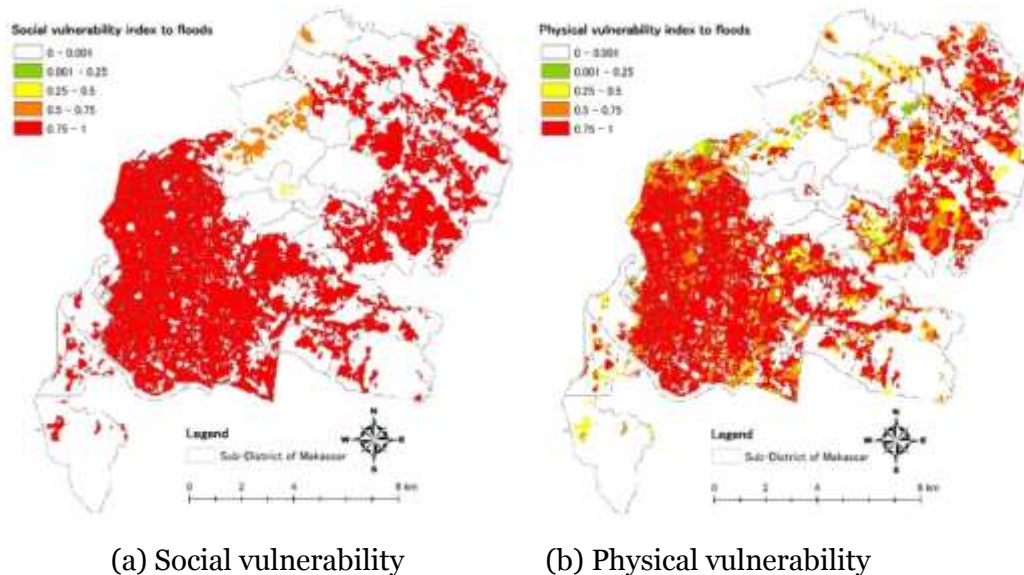 Social vulnerability index to floods
0 - 0.001
0.001 - 0.25
0.25 - 0.5
0.5 - 0.75
0.75 - 1
Legend
Sub-District of Makassar
N
W E
S
0 2 4 8 km
Physical vulnerability index to floods
0 - 0.001
0.001 - 0.25
0.25 - 0.5
0.5 - 0.75
0.75 - 1
Legend
Sub-District of Makassar
N
W E
S
0 2 4 8 km
(a) Social vulnerability
(b) Physical vulnerability